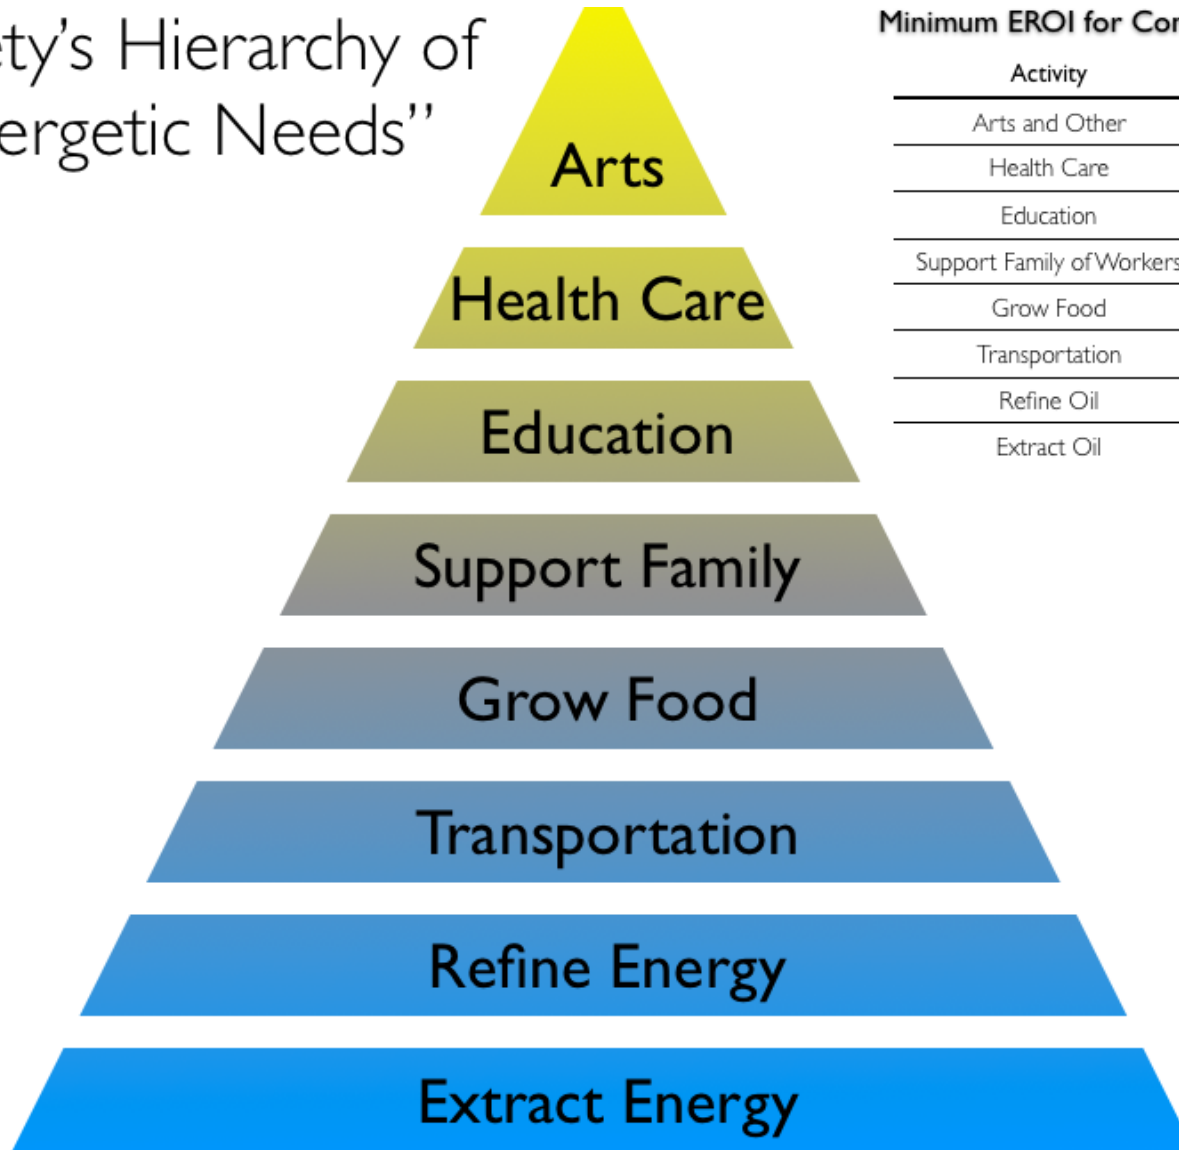 ety's Hierarchy of
ergetic Needs”
Arts
Health Care
Education
Support Family
Grow Food
Transportation
Refine Energy
Extract Energy
Minimum EROI for Con
Activity
Arts and Other
Health Care
Education
Support Family of Workers
Grow Food
Transportation
Refine Oil
Extract Oil